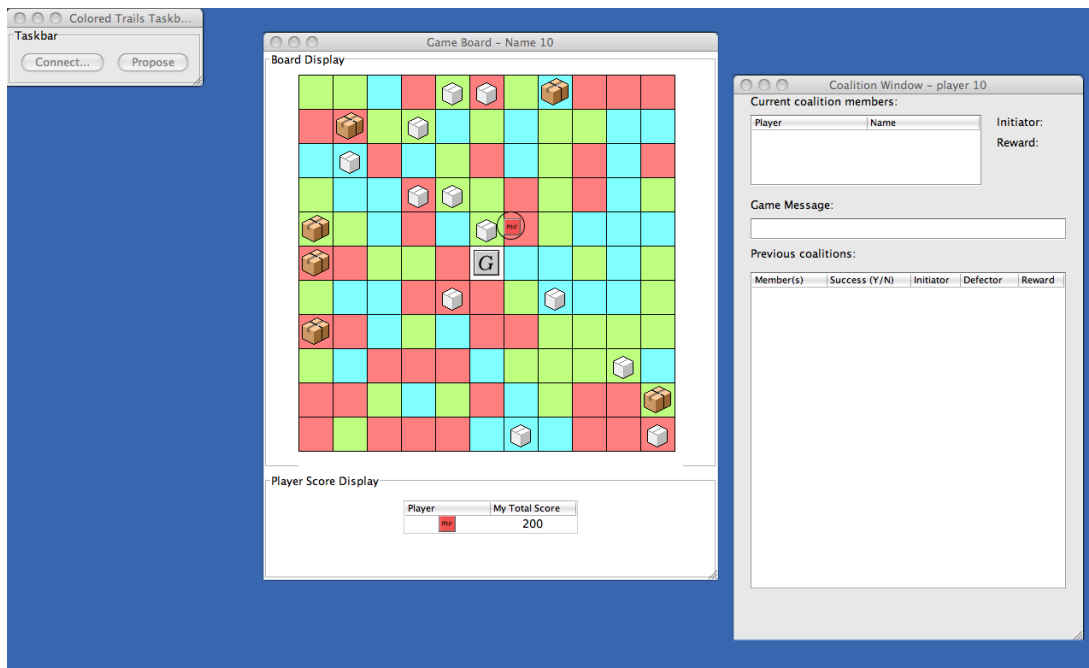 Colored Trails Taskb...
Taskbar
Connect...
Propose
Game Board – Name 10
Board Display
me
G
Player Score Display
Player My Total Score
me 200
Coalition Window – player 10
Current coalition members:
Player Name
Initiator:
Reward:
Game Message:
Previous coalitions:
Member(s) Success (Y/N) Initiator Defector Reward